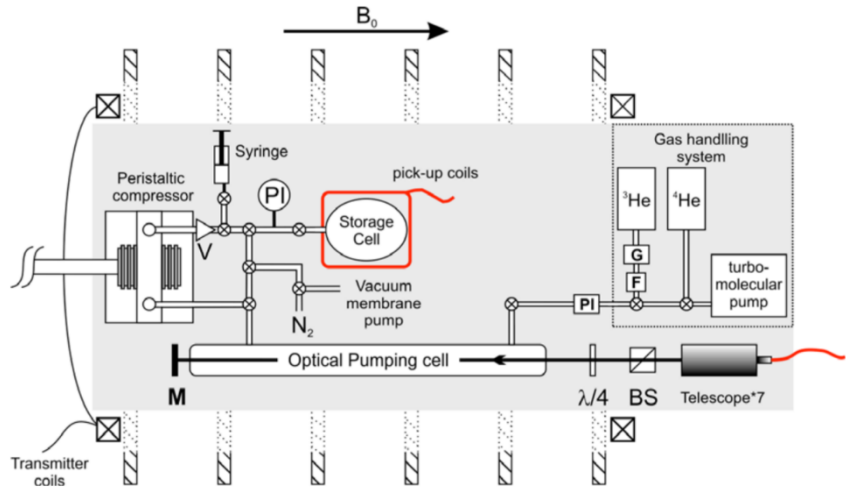 B₀
Gas handlling
system
Syringe
Peristaltic
compressor
PI
pick-up coils
³He
⁴He
Storage
Cell
V
G
F
turbo-
molecular
pump
PI
Vacuum
membrane
pump
N₂
Optical Pumping cell
M
λ/4
BS
Telescope*7
Transmitter
coils